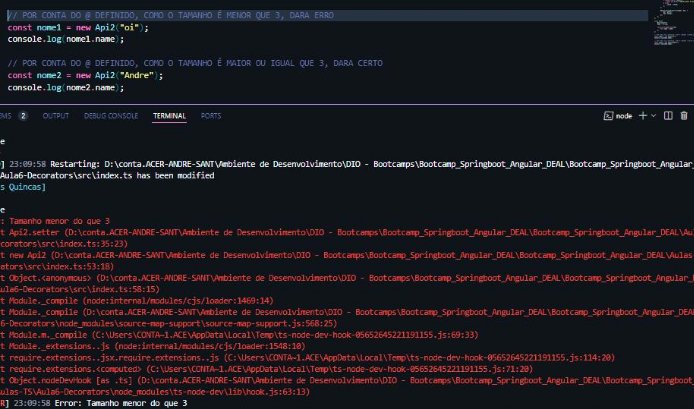 // POR CONTA DO @ DEFINIDO, COMO O TAMANHO É MENOR QUE 3, DARA ERRO
const nome1 = new Api2("oi");
console.log(nome1.name);
// POR CONTA DO @ DEFINIDO, COMO O TAMANHO É MAIOR OU IGUAL QUE 3, DARA CERTO
const nome2 = new Api2("Andre");
console.log(nome2.name);
EMS 2 OUTPUT DEBUG CONSOLE TERMINAL PORTS node
e
] 23:09:58 Restarting: D:\conta.ACER-ANDRE-SANT\Ambiente de Desenvolvimento\DIO - Bootcamps\Bootcamp_Springboot_Angular_DEAL\Bootcamp_Springboot_Angular_
Aula6-Decorators\src\index.ts has been modified
s Quincas]
e
: Tamanho menor do que 3
t Api2.setter (D:\conta.ACER-ANDRE-SANT\Ambiente de Desenvolvimento\DIO - Bootcamps\Bootcamp_Springboot_Angular_DEAL\Bootcamp_Springboot_Angular_DEAL\Aul
ecorators\src\index.ts:35:23)
t new Api2 (D:\conta.ACER-ANDRE-SANT\Ambiente de Desenvolvimento\DIO - Bootcamps\Bootcamp_Springboot_Angular_DEAL\Bootcamp_Springboot_Angular_DEAL\Aulas-
ators\src\index.ts:53:18)
t Object.<anonymous> (D:\conta.ACER-ANDRE-SANT\Ambiente de Desenvolvimento\DIO - Bootcamps\Bootcamp_Springboot_Angular_DEAL\Bootcamp_Springboot_Angular_D
ula6-Decorators\src\index.ts:58:15)
t Module._compile (node:internal/modules/cjs/loader:1469:14)
t Module._compile (D:\conta.ACER-ANDRE-SANT\Ambiente de Desenvolvimento\DIO - Bootcamps\Bootcamp_Springboot_Angular_DEAL\Bootcamp_Springboot_Angular_DEAL
6-Decorators\node_modules\source-map-support\source-map-support.js:568:25)
t Module.m._compile (C:\Users\CONTA~1.ACE\AppData\Local\Temp\ts-node-dev-hook-05652645221191155.js:69:33)
t Module._extensions..js (node:internal/modules/cjs/loader:1548:10)
t require.extensions..jsx.require.extensions..js (C:\Users\CONTA~1.ACE\AppData\Local\Temp\ts-node-dev-hook-05652645221191155.js:114:20)
t require.extensions.<computed> (C:\Users\CONTA~1.ACE\AppData\Local\Temp\ts-node-dev-hook-05652645221191155.js:71:20)
t Object.nodeDevHook [as .ts] (D:\conta.ACER-ANDRE-SANT\Ambiente de Desenvolvimento\DIO - Bootcamps\Bootcamp_Springboot_Angular_DEAL\Bootcamp_Springboot_
ulas-TS\Aula6-Decorators\node_modules\ts-node-dev\lib\hook.js:63:13)
R] 23:09:58 Error: Tamanho menor do que 3